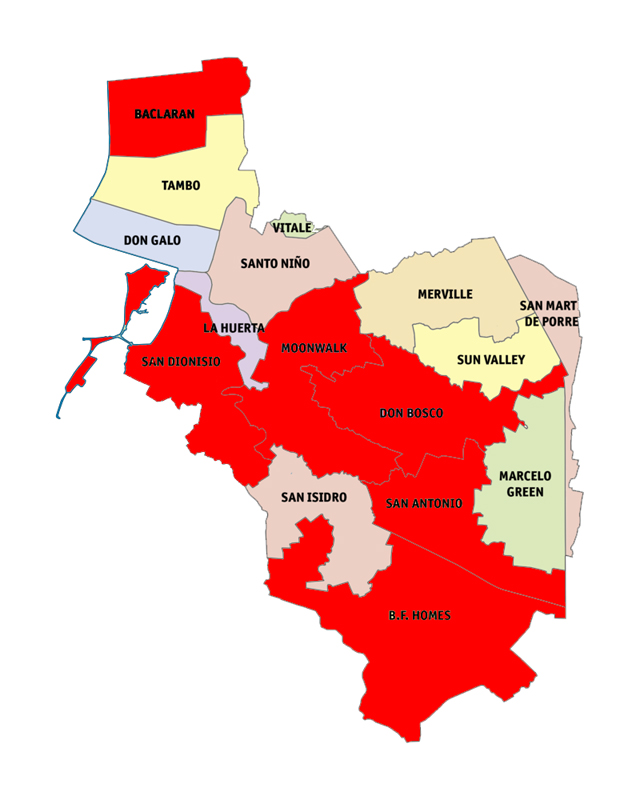 BACLARAN
TAMBO
DON GALO
VITALE
SANTO NIÑO
MERVILLE
SAN MART
DE PORRE
LA HUERTA
MOONWALK
SUN VALLEY
SAN DIONISIO
DON BOSCO
MARCELO
GREEN
SAN ISIDRO
SAN ANTONIO
B.F. HOMES